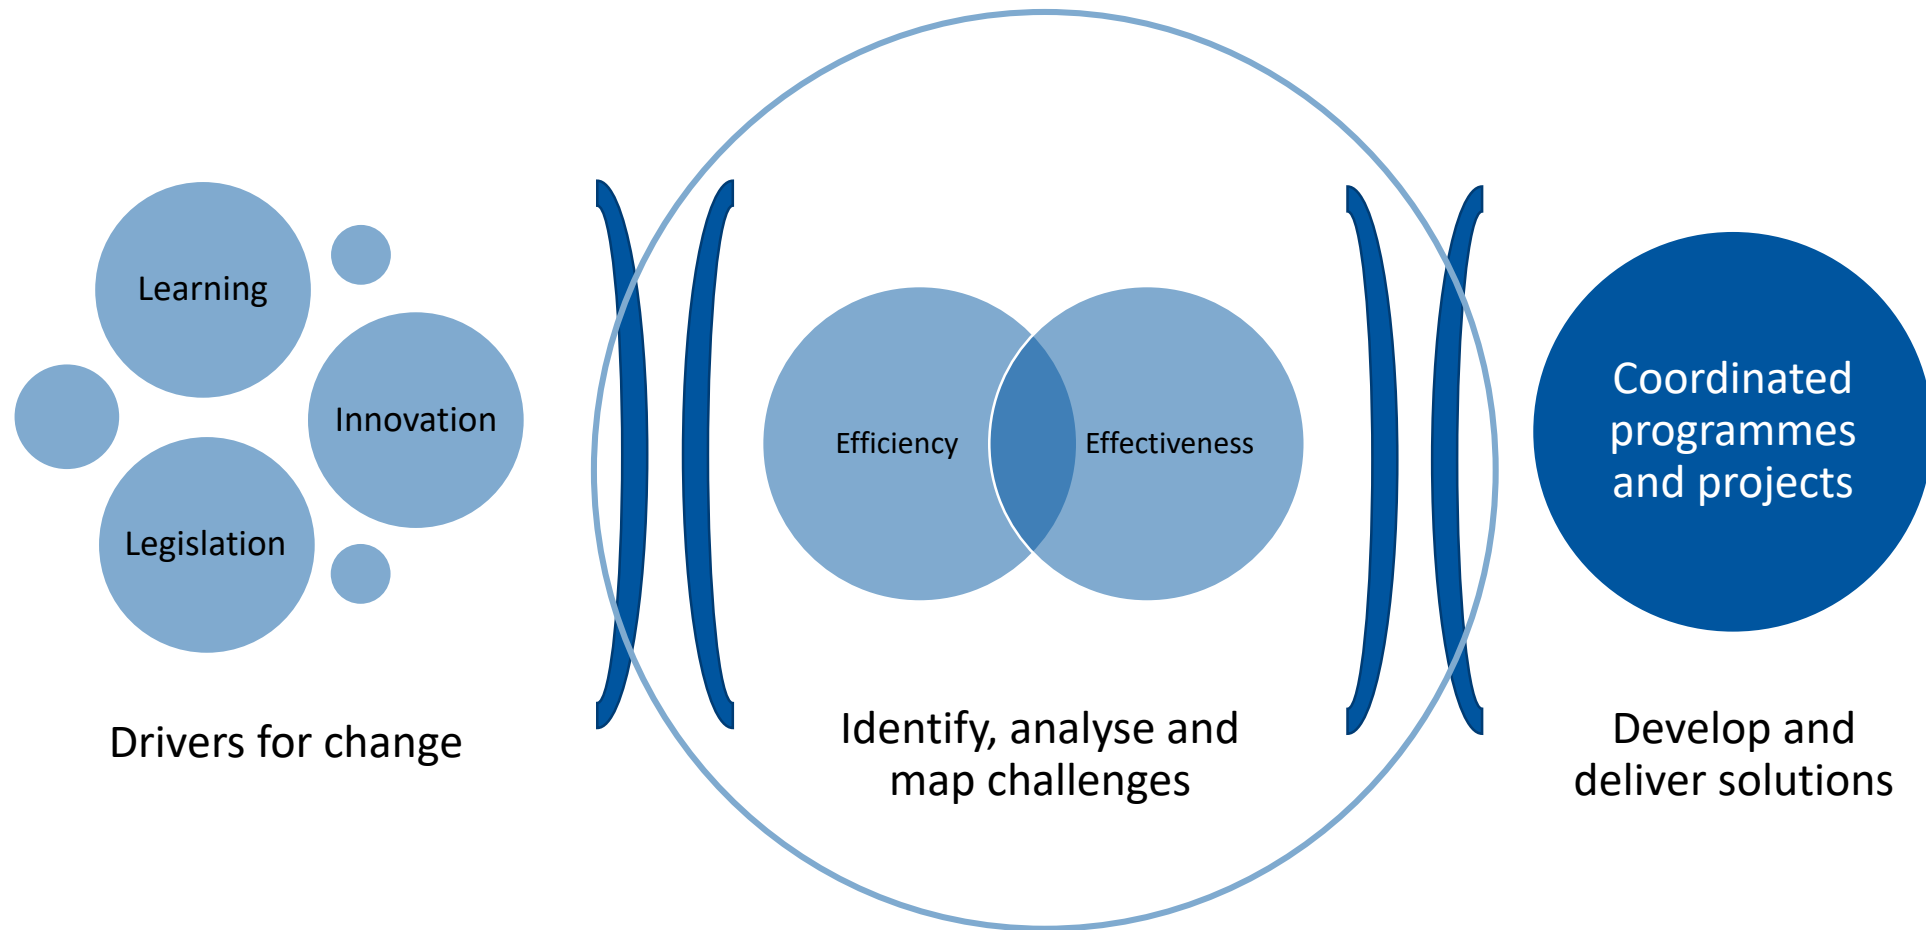 Learning
Innovation
Legislation
Drivers for change
Efficiency
Effectiveness
Identify, analyse and
map challenges
Coordinated
programmes
and projects
Develop and
deliver solutions